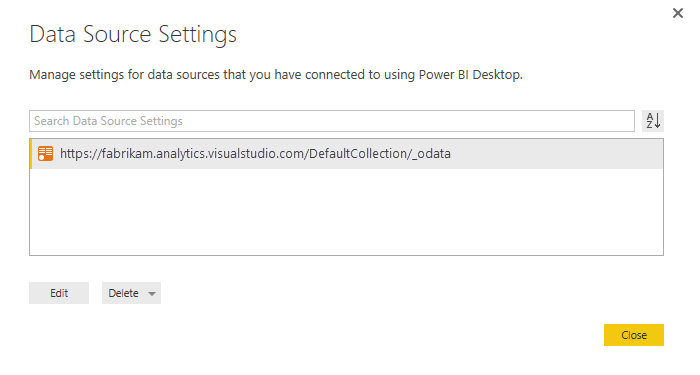 Data Source Settings
Manage settings for data sources that you have connected to using Power BI Desktop.
Search Data Source Settings
A
Z
https://fabrikam.analytics.visualstudio.com/DefaultCollection/_odata
Edit
Delete
Close